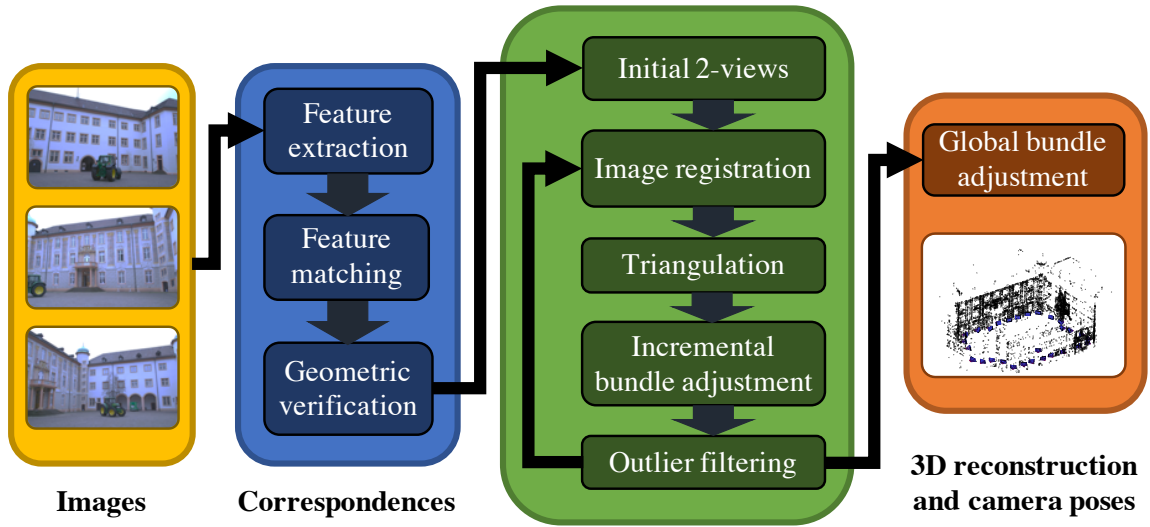 Feature
extraction
Feature
matching
Geometric
verification
Initial 2-views
Image registration
Triangulation
Incremental
bundle adjustment
Outlier filtering
Global bundle
adjustment
Images
Correspondences
3D reconstruction
and camera poses